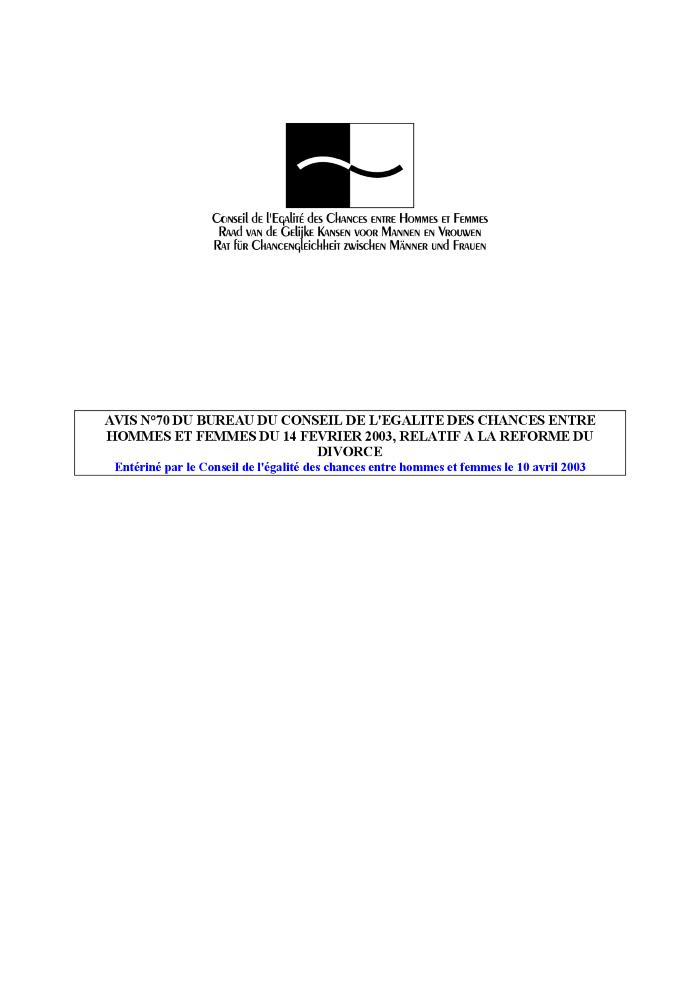 Conseil de l'Egalité des Chances entre Hommes et Femmes
Raad van de Gelijke Kansen voor Mannen en Vrouwen
Rat für Chancengleichheit zwischen Männer und Frauen
AVIS N°70 DU BUREAU DU CONSEIL DE L'EGALITE DES CHANCES ENTRE
HOMMES ET FEMMES DU 14 FEVRIER 2003, RELATIF A LA REFORME DU
DIVORCE
Entériné par le Conseil de l'égalité des chances entre hommes et femmes le 10 avril 2003